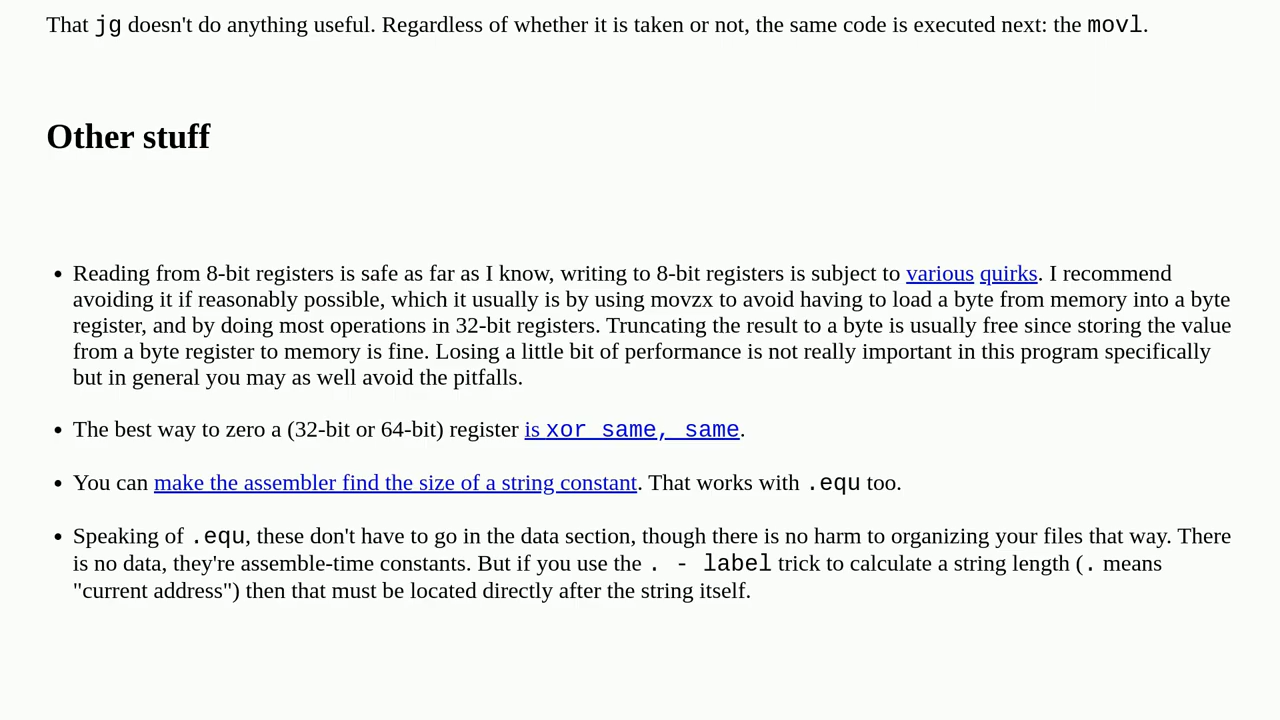 That jg doesn't do anything useful. Regardless of whether it is taken or not, the same code is executed next: the movl.
Other stuff
• Reading from 8-bit registers is safe as far as I know, writing to 8-bit registers is subject to various quirks. I recommend
avoiding it if reasonably possible, which it usually is by using movzx to avoid having to load a byte from memory into a byte
register, and by doing most operations in 32-bit registers. Truncating the result to a byte is usually free since storing the value
from a byte register to memory is fine. Losing a little bit of performance is not really important in this program specifically
but in general you may as well avoid the pitfalls.
• The best way to zero a (32-bit or 64-bit) register is xor same, same.
• You can make the assembler find the size of a string constant. That works with .equ too.
• Speaking of .equ, these don't have to go in the data section, though there is no harm to organizing your files that way. There
is no data, they're assemble-time constants. But if you use the . - label trick to calculate a string length (. means
"current address") then that must be located directly after the string itself.